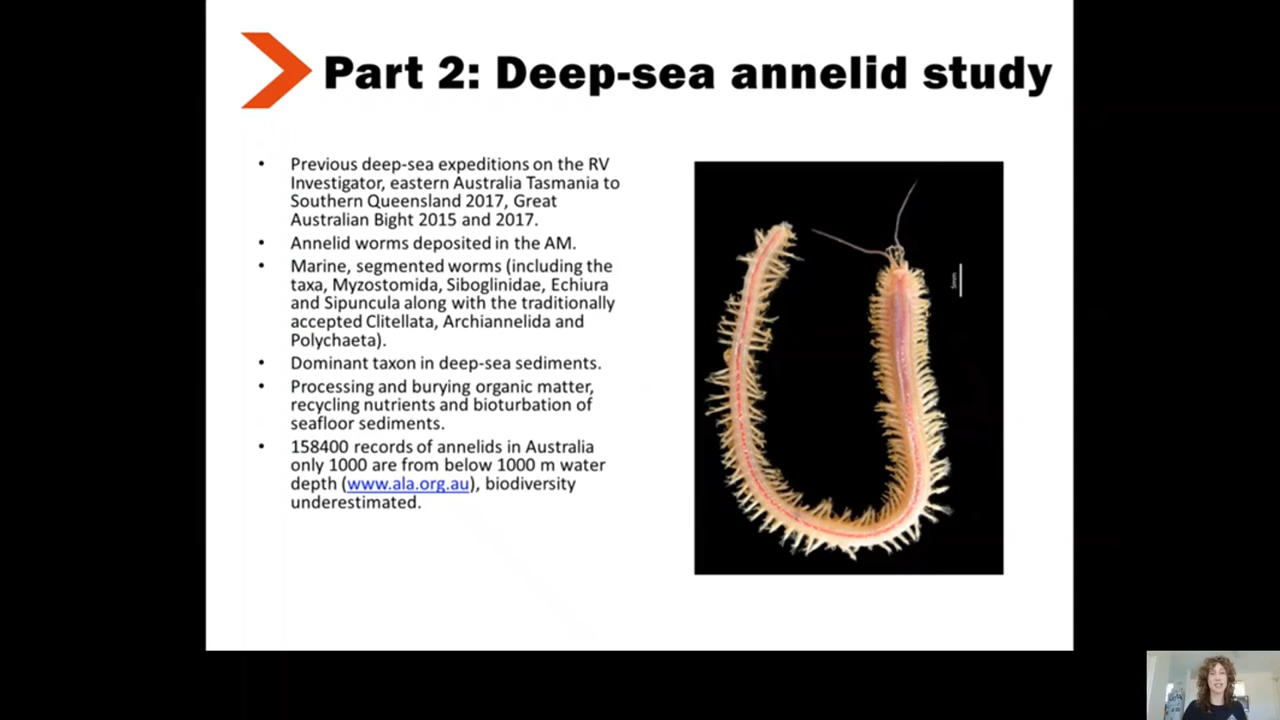 Part 2: Deep-sea annelid study
• Previous deep-sea expeditions on the RV
Investigator, eastern Australia Tasmania to
Southern Queensland 2017, Great
Australian Bight 2015 and 2017.
• Annelid worms deposited in the AM.
• Marine, segmented worms (including the
taxa, Myzostomida, Siboglinidae, Echiura
and Sipuncula along with the traditionally
accepted Clitellata, Archiannelida and
Polychaeta).
• Dominant taxon in deep-sea sediments.
• Processing and burying organic matter,
recycling nutrients and bioturbation of
seafloor sediments.
• 158400 records of annelids in Australia
only 1000 are from below 1000 m water
depth (www.ala.org.au), biodiversity
underestimated.